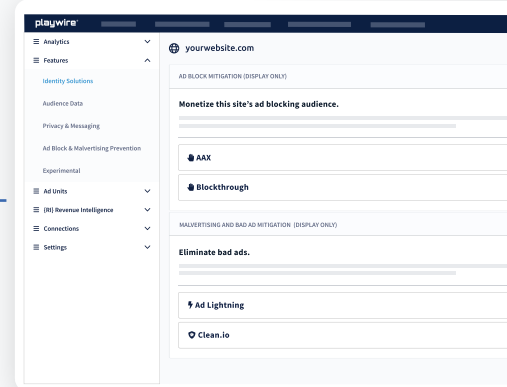 playwire
Analytics
Features
Identity Solutions
Audience Data
Privacy & Messaging
Ad Block & Malvertising Prevention
Experimental
Ad Units
(RI) Revenue Intelligence
Connections
Settings
yourwebsite.com
AD BLOCK MITIGATION (DISPLAY ONLY)
Monetize this site's ad blocking audience.
AAX
Blockthrough
MALVERTISING AND BAD AD MITIGATION (DISPLAY ONLY)
Eliminate bad ads.
Ad Lightning
Clean.io